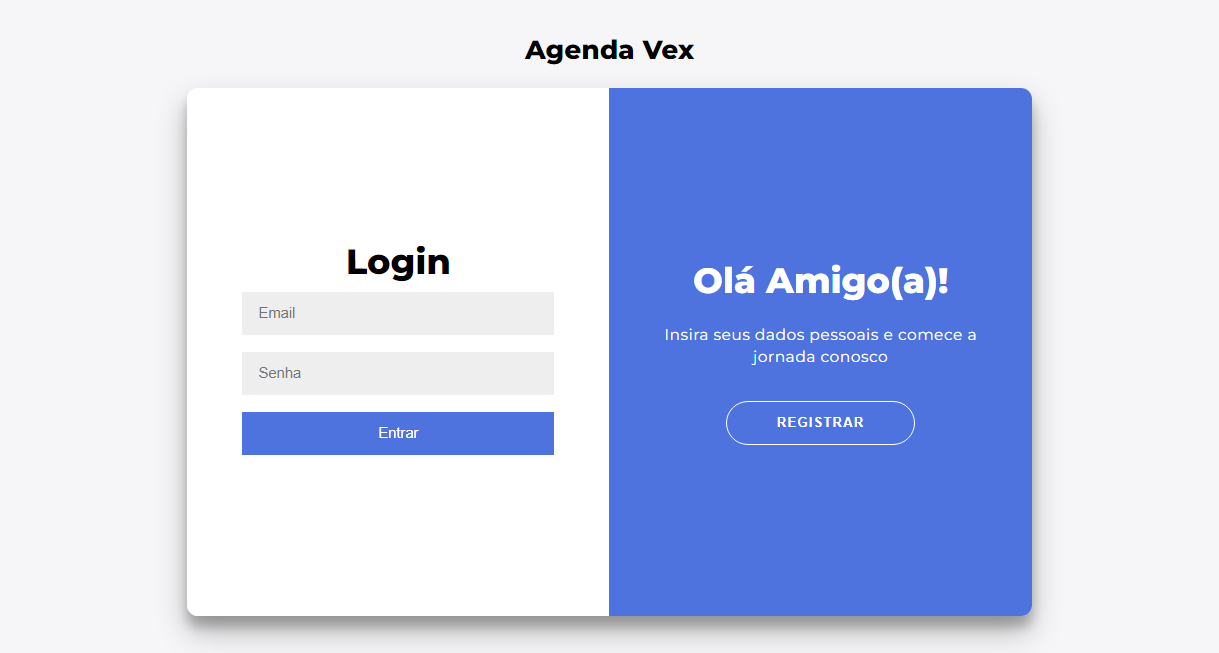 Agenda Vex
Login
Email
Senha
Entrar
Olá Amigo(a)!
Insira seus dados pessoais e comece a
jornada conosco
REGISTRAR